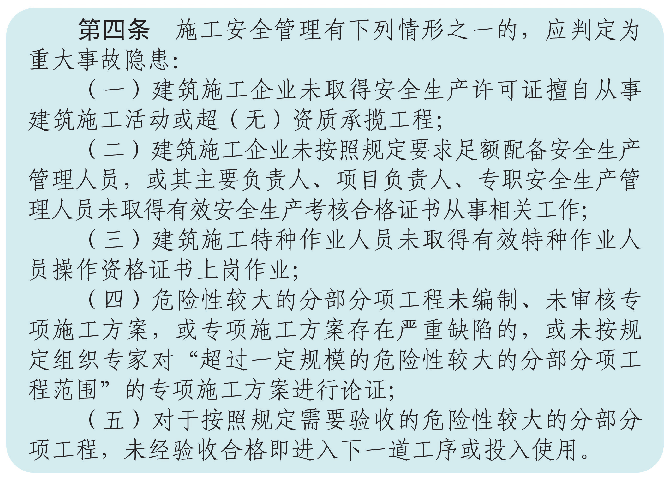 第四条 施工安全管理有下列情形之一的，应判定为
重大事故隐患：
（一）建筑施工企业未取得安全生产许可证擅自从事
建筑施工活动或超（无）资质承揽工程；
（二）建筑施工企业未按照规定要求足额配备安全生产
管理人员，或其主要负责人、项目负责人、专职安全生产管
理人员未取得有效安全生产考核合格证书从事相关工作；
（三）建筑施工特种作业人员未取得有效特种作业人
员操作资格证书上岗作业；
（四）危险性较大的分部分项工程未编制、未审核专
项施工方案，或专项施工方案存在严重缺陷的，或未按规
定组织专家对“超过一定规模的危险性较大的分部分项工
程范围”的专项施工方案进行论证；
（五）对于按照规定需要验收的危险性较大的分部分
项工程，未经验收合格即进入下一道工序或投入使用。